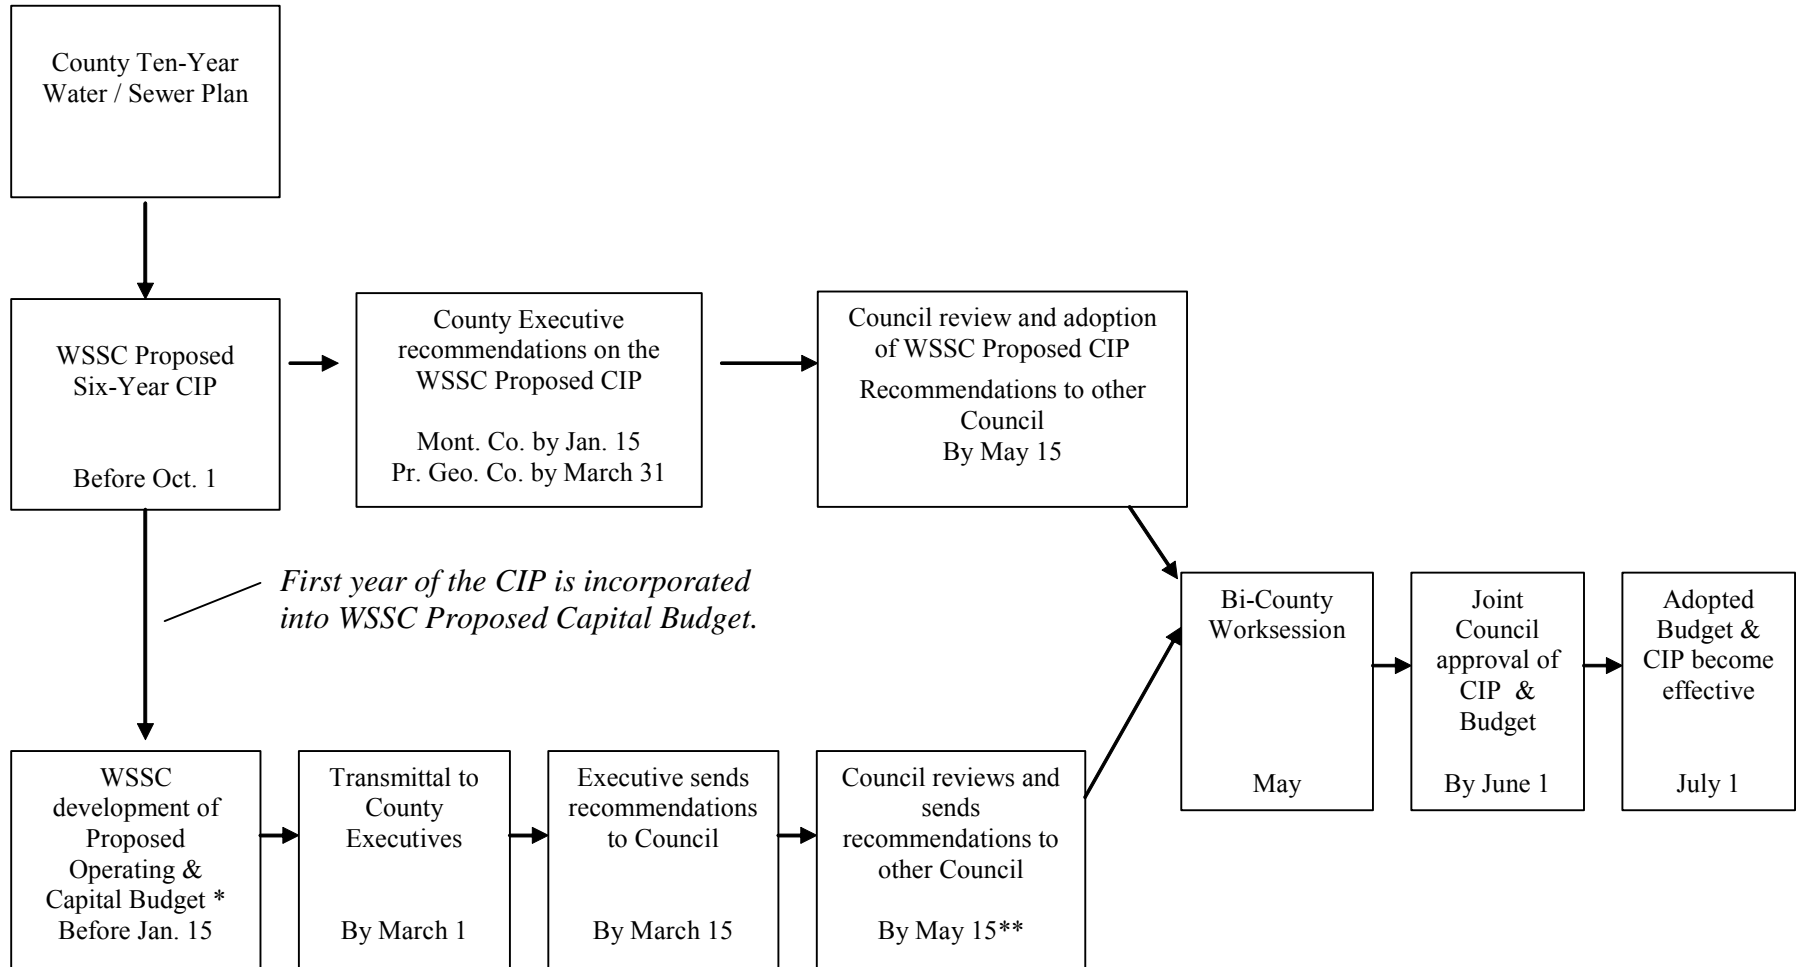 County Ten-Year
Water / Sewer Plan
WSSC Proposed
Six-Year CIP
Before Oct. 1
County Executive
recommendations on the
WSSC Proposed CIP
Mont. Co. by Jan. 15
Pr. Geo. Co. by March 31
Council review and adoption
of WSSC Proposed CIP
Recommendations to other
Council
By May 15
First year of the CIP is incorporated
into WSSC Proposed Capital Budget.
WSSC
development of
Proposed
Operating &
Capital Budget *
Before Jan. 15
Transmittal to
County
Executives
By March 1
Executive sends
recommendations
to Council
By March 15
Council reviews and
sends
recommendations to
other Council
By May 15**
Bi-County
Worksession
May
Joint
Council
approval of
CIP &
Budget
By June 1
Adopted
Budget &
CIP become
effective
July 1